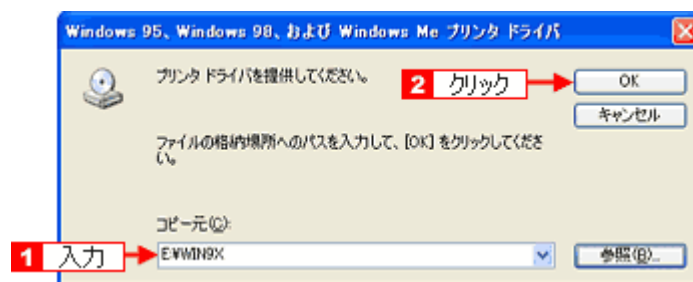 Windows 95、Windows 98、および Windows Me プリンタ ドライバ
プリンタ ドライバを提供してください。
2 クリック
OK
キャンセル
ファイルの格納場所へのパスを入力して、[OK] をクリックしてくださ
い。
コピー元(C):
1 入力
E:¥WIN9X
参照(B)...